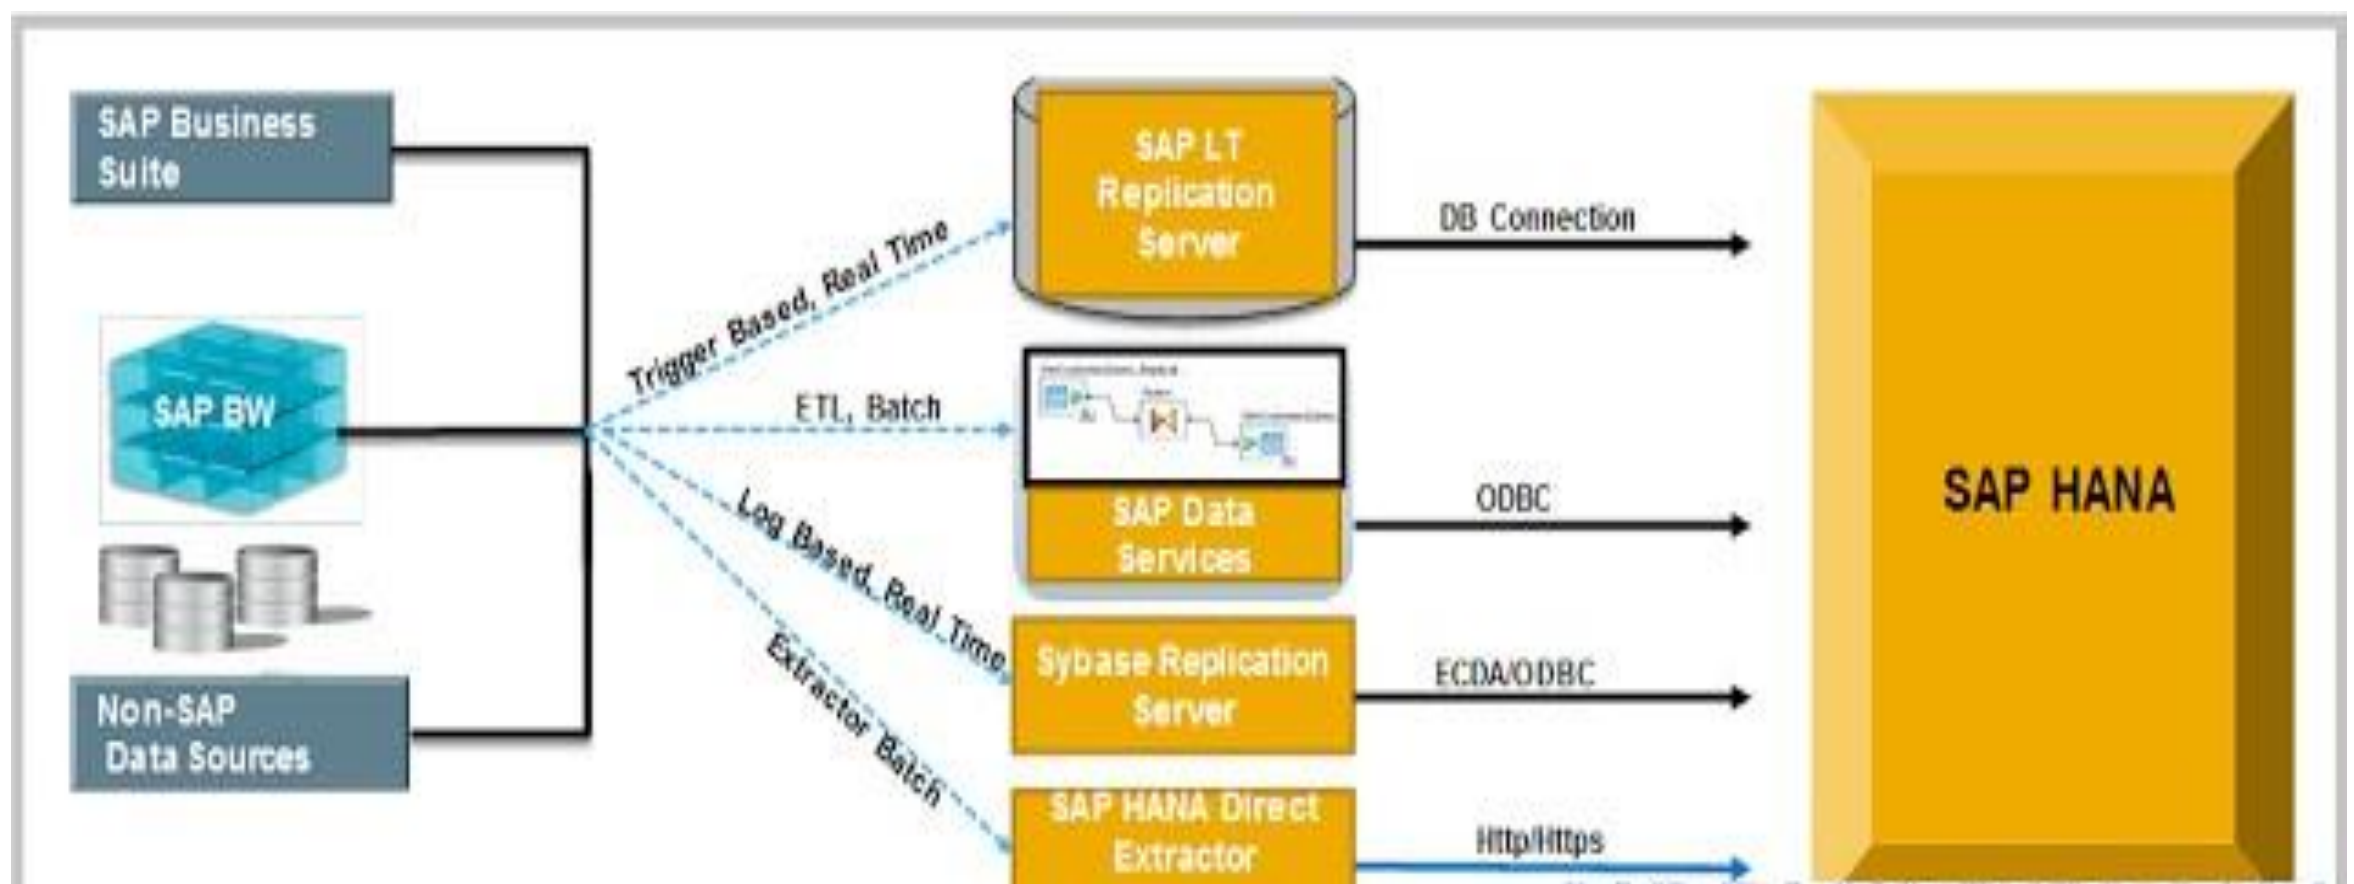 SAP Business
Suite
SAP BW
Non-SAP
Data Sources
Trigger Based, Real Time
ETL, Batch
Log Based, Real Time
Extractor Batch
SAP LT
Replication
Server
SAP Data
Services
Sybase Replication
Server
SAP HANA Direct
Extractor
DB Connection
ODBC
ECDA/ODBC
Http/Https
SAP HANA